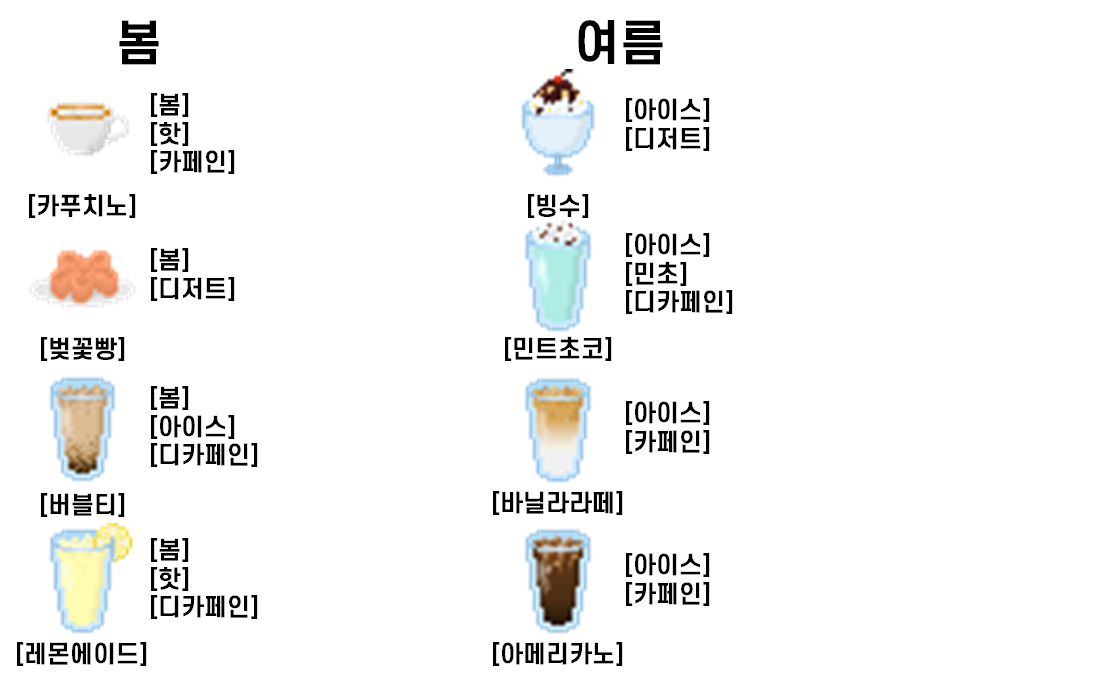 봄
[봄]
[핫]
[카페인]
[카푸치노]
[봄]
[디저트]
[벚꽃빵]
[봄]
[아이스]
[디카페인]
[버블티]
[봄]
[핫]
[디카페인]
[레몬에이드]
여름
[아이스]
[디저트]
[빙수]
[아이스]
[민초]
[디카페인]
[민트초코]
[아이스]
[카페인]
[바닐라라떼]
[아이스]
[카페인]
[아메리카노]